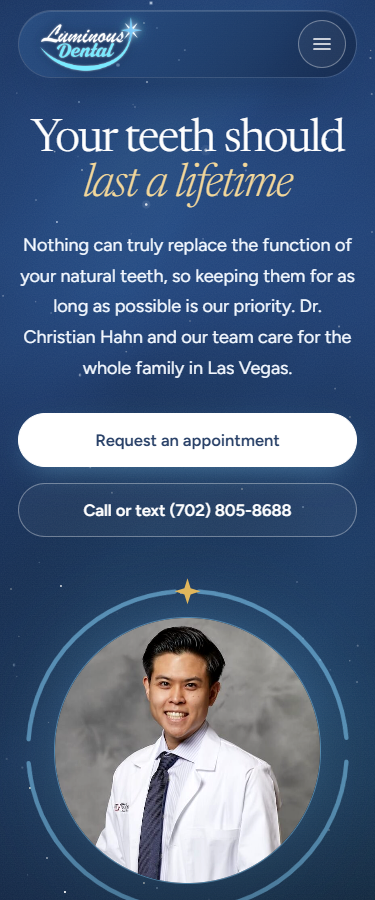 Luminous
Dental
Your teeth should
last a lifetime
Nothing can truly replace the function of
your natural teeth, so keeping them for as
long as possible is our priority. Dr.
Christian Hahn and our team care for the
whole family in Las Vegas.
Request an appointment
Call or text (702) 805-8688